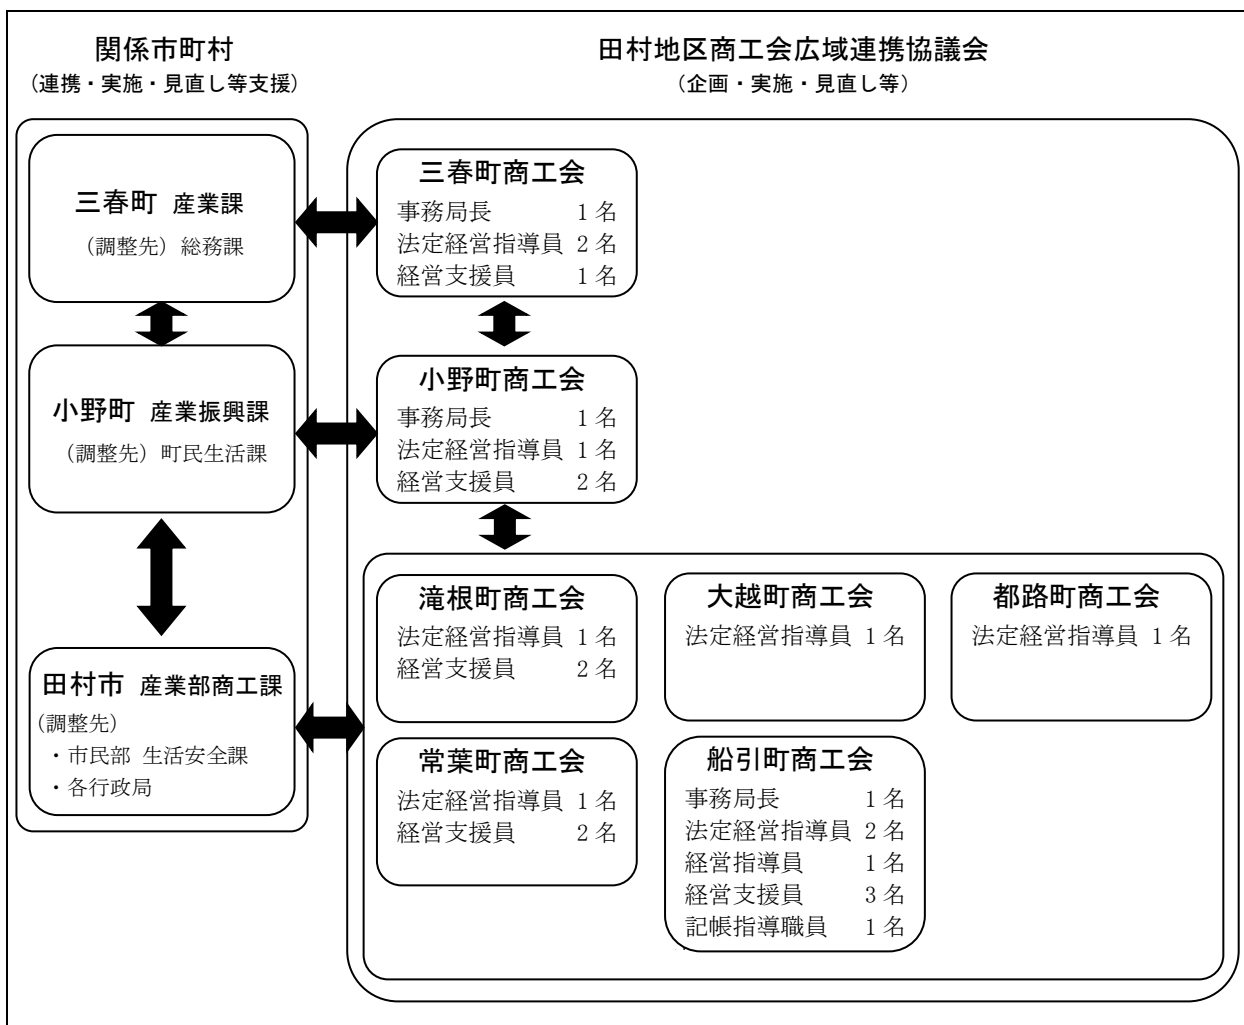 関係市町村
（連携・実施・見直し等支援）
三春町 産業課
（調整先）総務課
小野町 産業振興課
（調整先）町民生活課
田村市 産業部商工課
（調整先）
・市民部 生活安全課
・各行政局
田村地区商工会広域連携協議会
（企画・実施・見直し等）
三春町商工会
事務局長 1名
法定経営指導員 2名
経営支援員 1名
小野町商工会
事務局長 1名
法定経営指導員 1名
経営支援員 2名
滝根町商工会
法定経営指導員 1名
経営支援員 2名
大越町商工会
法定経営指導員 1名
都路町商工会
法定経営指導員 1名
常葉町商工会
法定経営指導員 1名
経営支援員 2名
船引町商工会
事務局長 1名
法定経営指導員 2名
経営指導員 1名
経営支援員 3名
記帳指導職員 1名